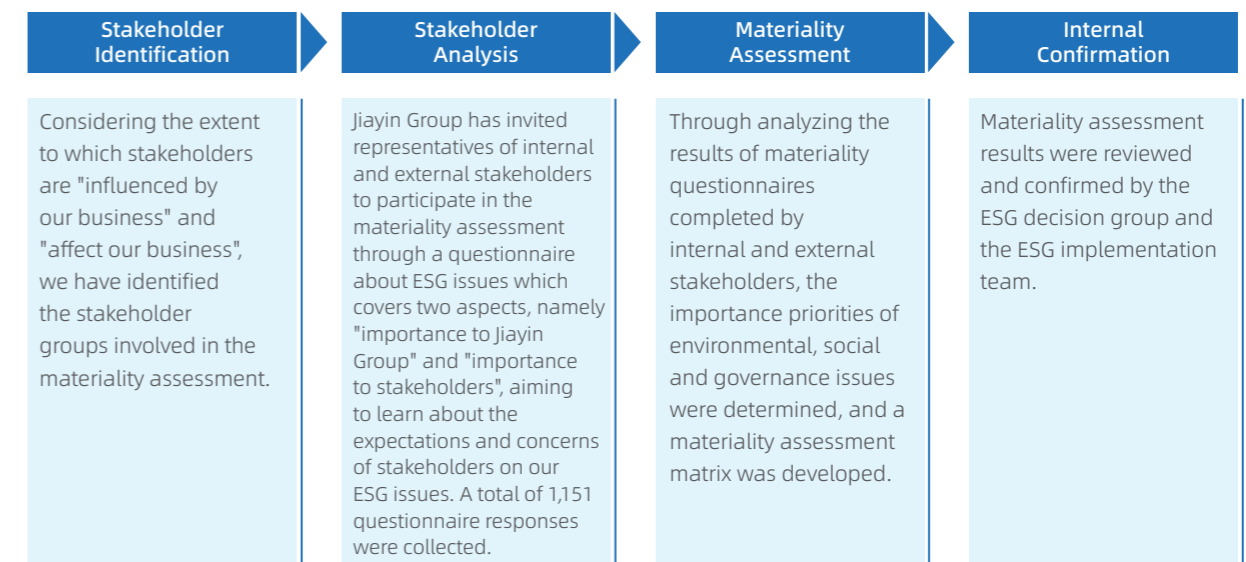 Stakeholder
Identification
Considering the extent
to which stakeholders
are "influenced by
our business" and
"affect our business",
we have identified
the stakeholder
groups involved in the
materiality assessment.
Stakeholder
Analysis
Jiayin Group has invited
representatives of internal
and external stakeholders
to participate in the
materiality assessment
through a questionnaire
about ESG issues which
covers two aspects, namely
"importance to Jiayin
Group" and "importance
to stakeholders", aiming
to learn about the
expectations and concerns
of stakeholders on our
ESG issues. A total of 1,151
questionnaire responses
were collected.
Materiality
Assessment
Through analyzing the
results of materiality
questionnaires
completed by
internal and external
stakeholders, the
importance priorities of
environmental, social
and governance issues
were determined, and a
materiality assessment
matrix was developed.
Internal
Confirmation
Materiality assessment
results were reviewed
and confirmed by the
ESG decision group and
the ESG implementation
team.